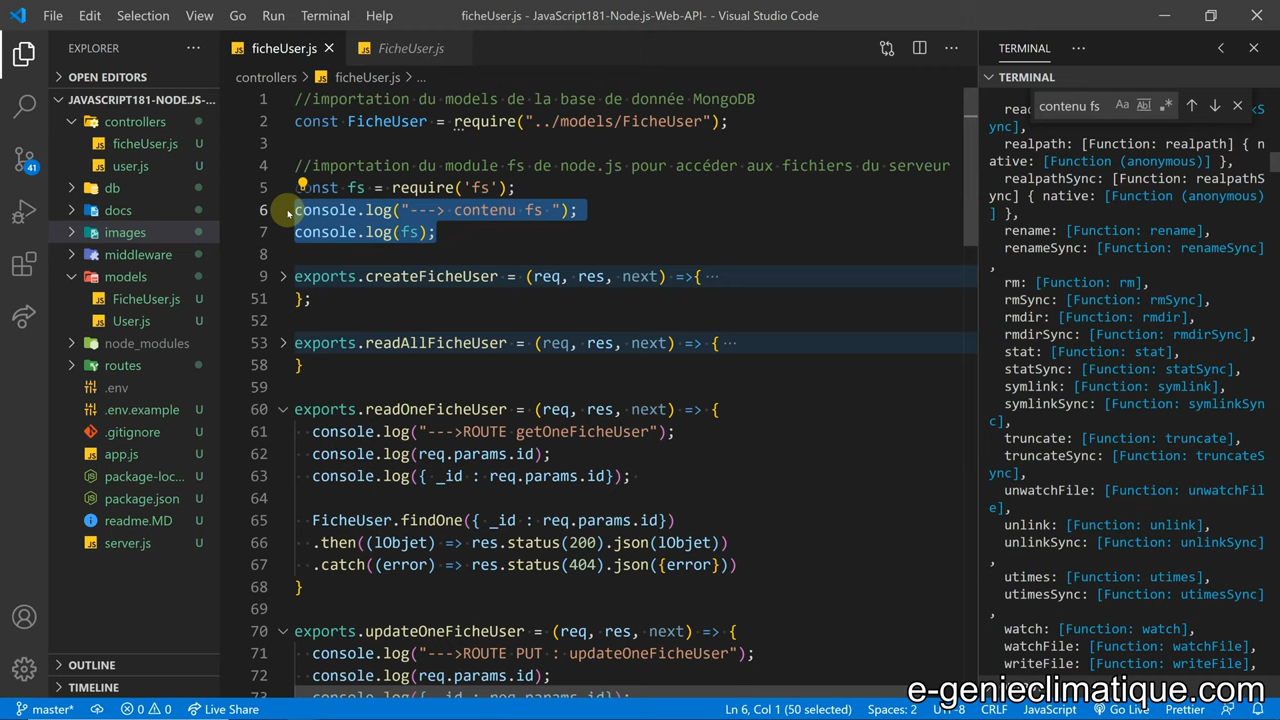 File Edit Selection View Go Run Terminal Help ficheUser.js - JavaScript181-Node.js-Web-API- - Visual Studio Code
EXPLORER
OPEN EDITORS
JAVASCRIPT181-NODE.JS-...
controllers
ficheUser.js U
user.js U
db
docs
images
middleware
models
FicheUser.js U
User.js U
node_modules
routes
.env
.env.example U
.gitignore U
app.js U
package-loc... U
package.json U
readme.MD U
server.js U
OUTLINE
TIMELINE
41
ficheUser.js
FicheUser.js
controllers > ficheUser.js > ...
1 //importation du models de la base de donnée MongoDB
2 const FicheUser = require("../models/FicheUser");
3
4 //importation du module fs de node.js pour accéder aux fichiers du serveur
5 const fs = require('fs');
6 console.log("---> contenu fs ");
7 console.log(fs);
8
9 exports.createFicheUser = (req, res, next) =>{ ...
51 };
52
53 exports.readAllFicheUser = (req, res, next) => { ...
58 }
59
60 exports.readOneFicheUser = (req, res, next) => {
61 console.log("--->ROUTE getOneFicheUser");
62 console.log(req.params.id);
63 console.log({ _id : req.params.id});
64
65 FicheUser.findOne({ _id : req.params.id})
66 .then((lObjet) => res.status(200).json(lObjet))
67 .catch((error) => res.status(404).json({error}))
68 }
69
70 exports.updateOneFicheUser = (req, res, next) => {
71 console.log("--->ROUTE PUT : updateOneFicheUser");
72 console.log(req.params.id);
73 console.log({ _id : req.params.id});
TERMINAL
TERMINAL
contenu fs
sync],
realpath: [Function: realpath] { n
ative: [Function (anonymous)] },
realpathSync: [Function: realpathS
ync] { native: [Function (anonymous
)] },
rename: [Function: rename],
renameSync: [Function: renameSync]
,
rm: [Function: rm],
rmSync: [Function: rmSync],
rmdir: [Function: rmdir],
rmdirSync: [Function: rmdirSync],
stat: [Function: stat],
statSync: [Function: statSync],
symlink: [Function: symlink],
symlinkSync: [Function: symlinkSyn
c],
truncate: [Function: truncate],
truncateSync: [Function: truncateS
ync],
unwatchFile: [Function: unwatchFil
e],
unlink: [Function: unlink],
unlinkSync: [Function: unlinkSync]
,
utimes: [Function: utimes],
utimesSync: [Function: utimesSync]
,
watch: [Function: watch],
watchFile: [Function: watchFile],
writeFile: [Function: writeFile],
e-genieclimatique.com
master* 0 0 Live Share Ln 6, Col 1 (50 selected) Spaces: 2 UTF-8 CRLF JavaScript Go Live Prettier